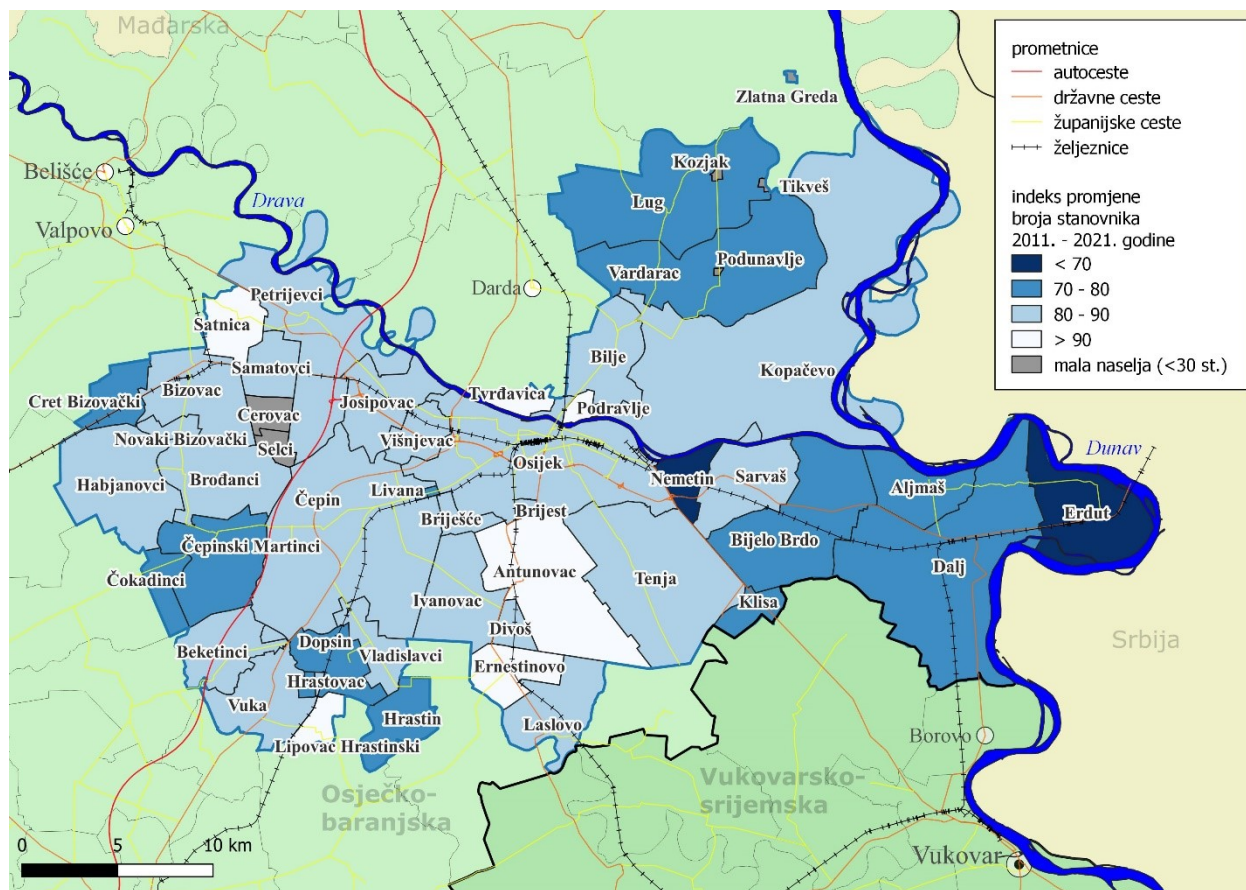 Mađarska
prometnice
autoceste
državne ceste
županijske ceste
željeznice
indeks promjene
broja stanovnika
2011. - 2021. godine
< 70
70 - 80
80 - 90
> 90
mala naselja (<30 st.)
Zlatna Greda
Kozjak
Tikveš
Belišće
Drava
Lug
Valpovo
Vardarac
Podunavlje
Petrijevci
Darda
Satnica
Bilje
Kopačevo
Samatovci
Bizovac
Cret Bizovački
Tvrđavica
Podravlje
Josipovac
Cerovac
Novaki Bizovački
Višnjevac
Selci
Osijek
Dunav
Habjanovci
Brođanci
Livana
Nemetin
Sarvaš
Aljmaš
Čepin
Erdut
Briješće
Brijest
Čepinski Martinci
Bijelo Brdo
Čokadinci
Antunovac
Tenja
Dalj
Ivanovac
Klisa
Divoš
Dopsin
Vladislavci
Beketinci
Srbija
Ernestinovo
Hrastovac
Vuka
Hrastin
Laslovo
Lipovac Hrastinski
Borovo
Osječko-
baranjska
Vukovarsko-
srijemska
0
5
10 km
Vukovar